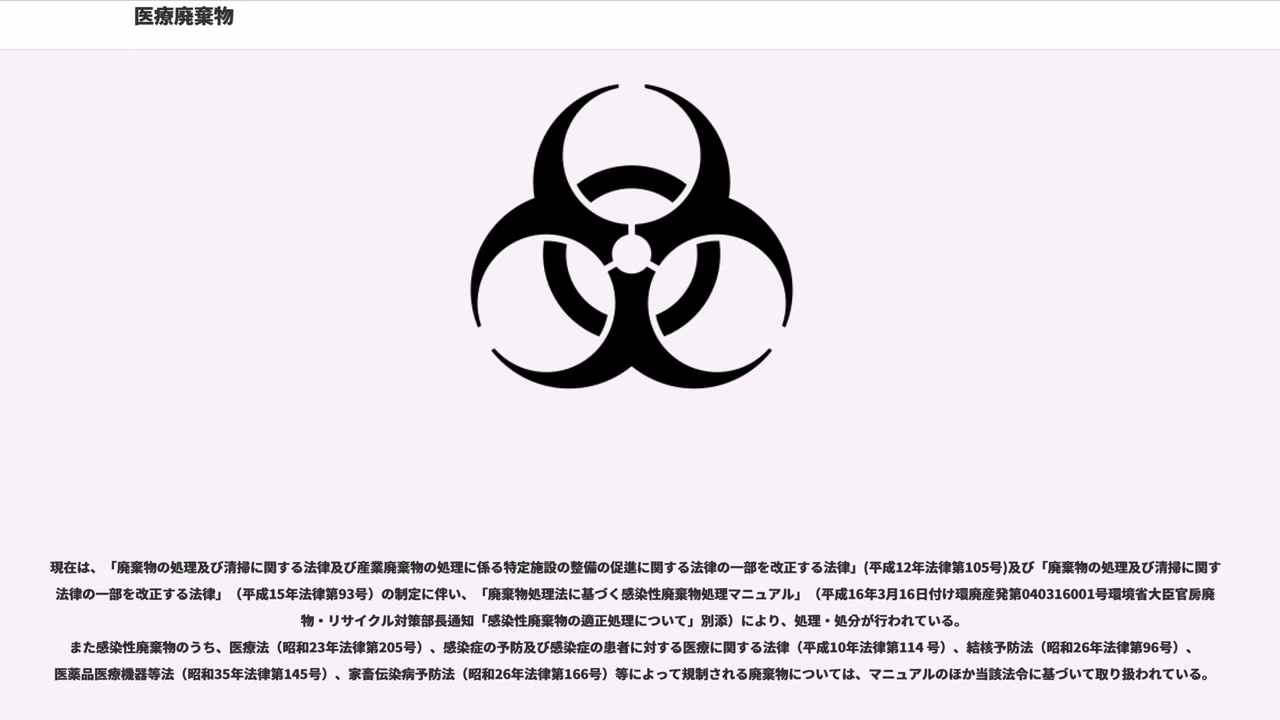 医療廃棄物
現在は、「廃棄物の処理及び清掃に関する法律及び産業廃棄物の処理に係る特定施設の整備の促進に関する法律の一部を改正する法律」(平成12年法律第105号)及び「廃棄物の処理及び清掃に関す
法律の一部を改正する法律」（平成15年法律第93号）の制定に伴い、「廃棄物処理法に基づく感染性廃棄物処理マニュアル」（平成16年3月16日付け環廃産発第040316001号環境省大臣官房廃
物・リサイクル対策部長通知「感染性廃棄物の適正処理について」別添）により、処理・処分が行われている。
また感染性廃棄物のうち、医療法（昭和23年法律第205号）、感染症の予防及び感染症の患者に対する医療に関する法律（平成10年法律第114 号）、結核予防法（昭和26年法律第96号）、
医薬品医療機器等法（昭和35年法律第145号）、家畜伝染病予防法（昭和26年法律第166号）等によって規制される廃棄物については、マニュアルのほか当該法令に基づいて取り扱われている。